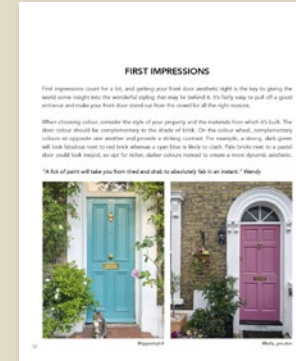 FIRST IMPRESSIONS
First impressions count for a lot, and getting your front door aesthetic right is the key to giving the
world some insight into the wonderful styling that may lie behind it. It's fairly easy to pull off a good
entrance and make your front door stand out from the crowd for all the right reasons.
When choosing colour, consider the style of your property and the materials from which it's built. The
door colour should be complementary to the shade of brick. On the colour wheel, complementary
colours sit opposite one another and provide a striking contrast. For example, a strong, dark green
will look fabulous next to red brick whereas a cyan blue is likely to clash. Pale bricks next to a pastel
door could look insipid, so opt for richer, darker colours instead to create a more dynamic aesthetic.
"A lick of paint will take you from tired and drab to absolutely fab in an instant." Wendy